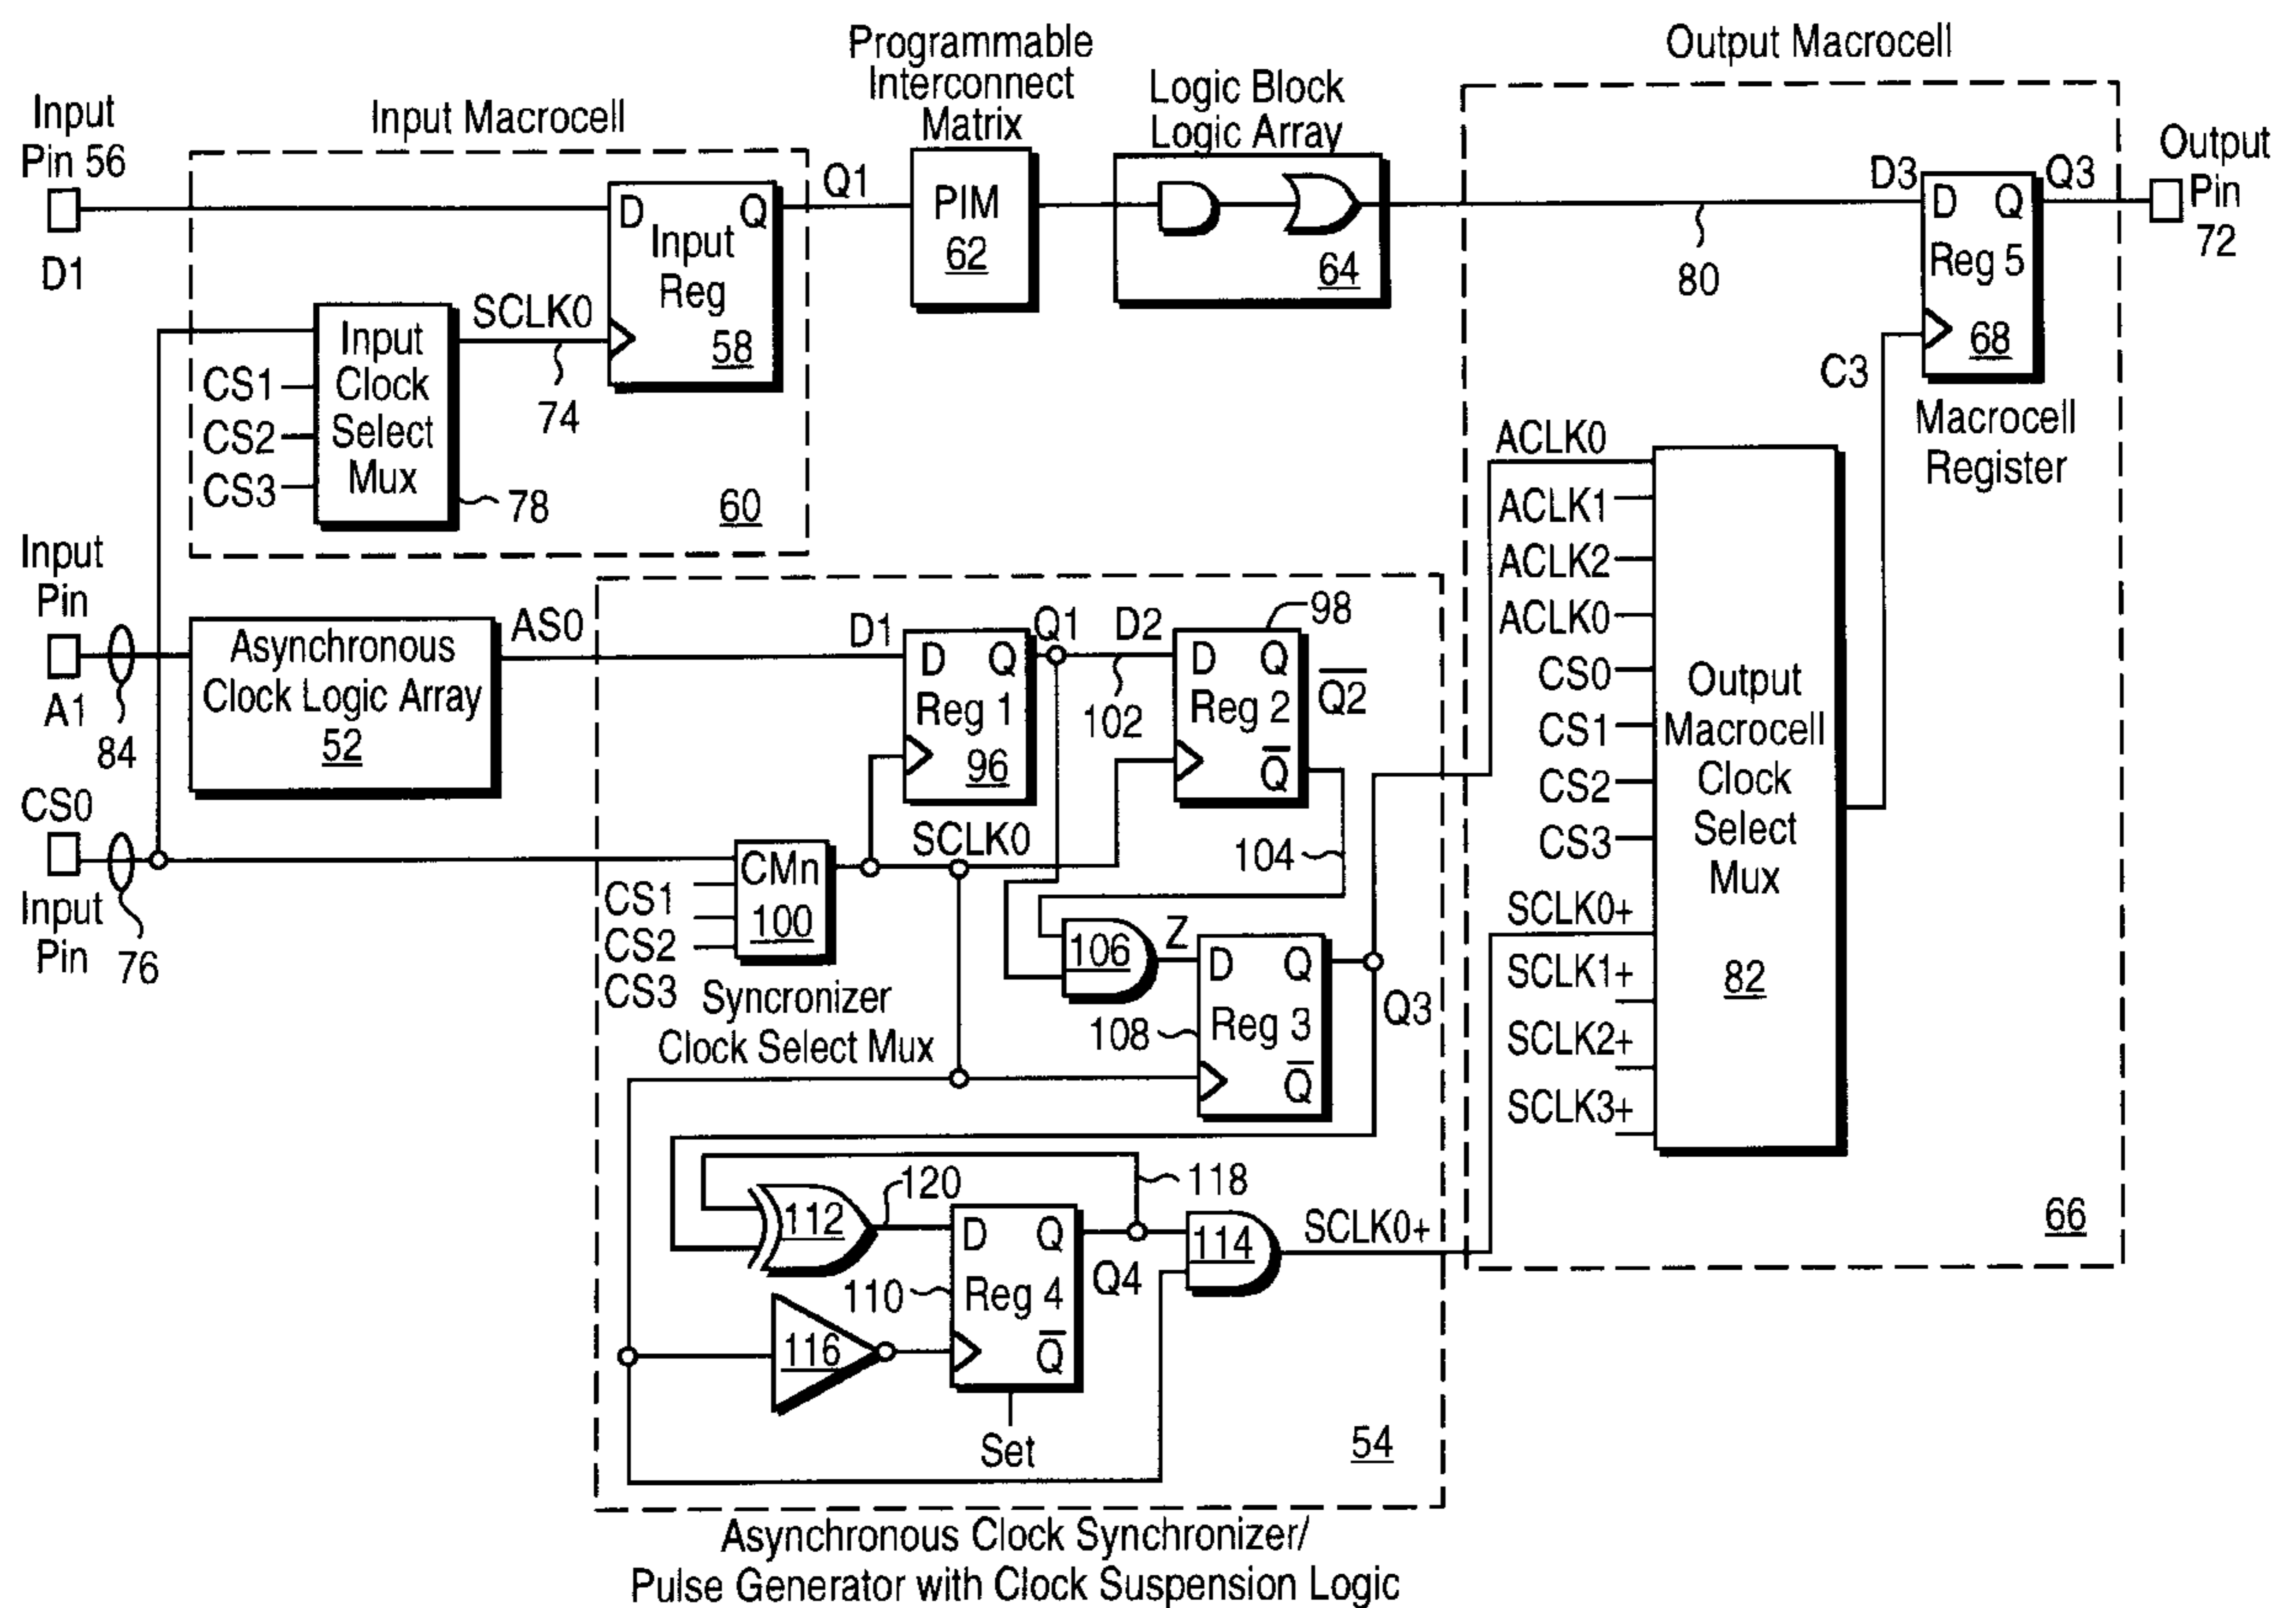 Programmable
Interconnect
Matrix
Output Macrocell
Logic Block
Logic Array
Input Macrocell
Input
Pin 56
D1
Output
Pin
72
D
Q
Input
Reg
58
Q1
PIM
62
64
80
D3
D
Q
Reg 5
68
Q3
C3
Macrocell
Register
Input
Clock
Select
Mux
SCLK0
74
CS1
CS2
CS3
78
60
Input
Pin
A1
84
Asynchronous
Clock Logic Array
52
AS0
CS0
Input
Pin
76
D1
D
Q
Reg 1
96
Q1
D2
102
98
D
Q
Reg 2
Q̅
Q̅2̅
104
CMn
100
SCLK0
CS1
CS2
CS3
Syncronizer
Clock Select Mux
106
Z
D
Q
Reg 3
Q̅
108
Q3
ACLK0
ACLK1
ACLK2
ACLK0
CS0
CS1
CS2
CS3
SCLK0+
SCLK1+
SCLK2+
SCLK3+
Output
Macrocell
Clock
Select
Mux
82
66
112
120
118
D
Q
Reg 4
Q̅
110
Q4
114
SCLK0+
116
Set
54
Asynchronous Clock Synchronizer/
Pulse Generator with Clock Suspension Logic